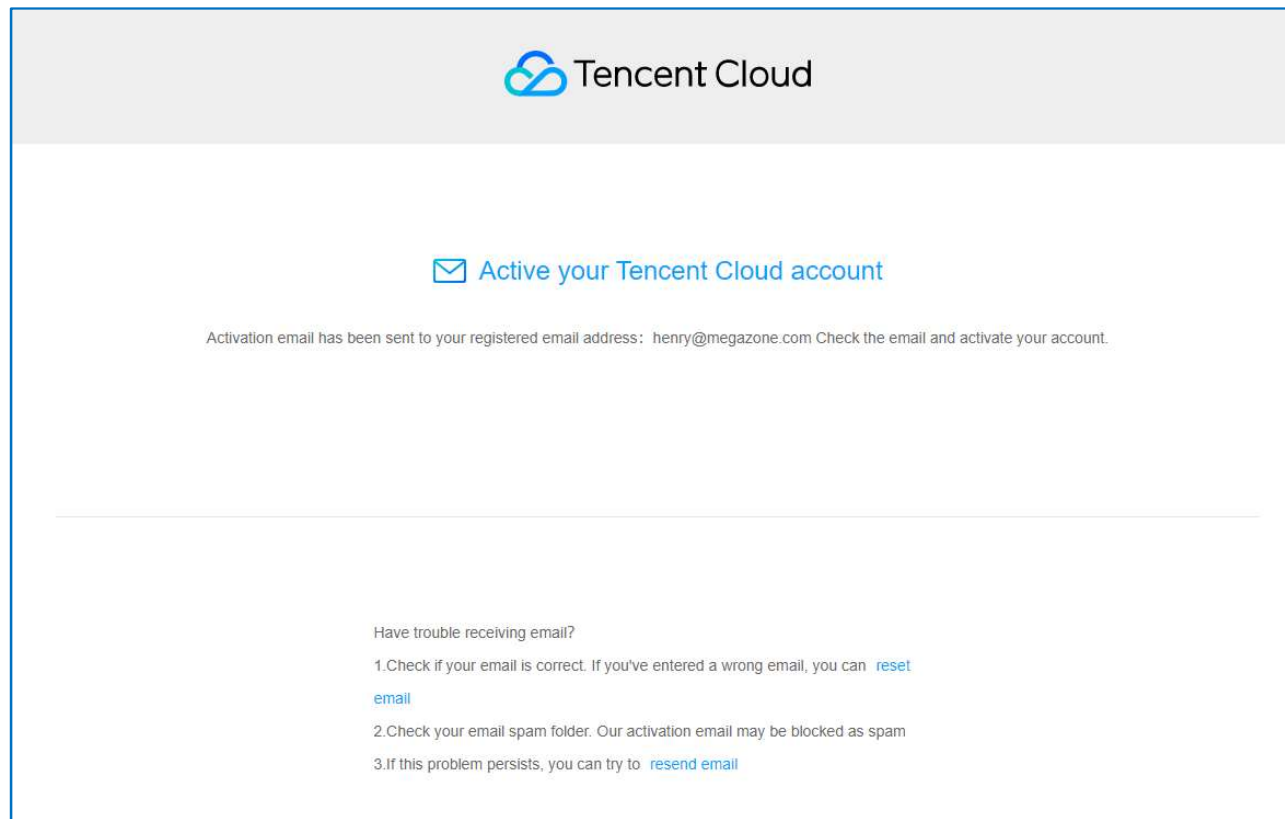 Tencent Cloud
Active your Tencent Cloud account
Activation email has been sent to your registered email address：henry@megazone.com Check the email and activate your account.
Have trouble receiving email?
1.Check if your email is correct. If you've entered a wrong email, you can reset
email
2.Check your email spam folder. Our activation email may be blocked as spam
3.If this problem persists, you can try to resend email